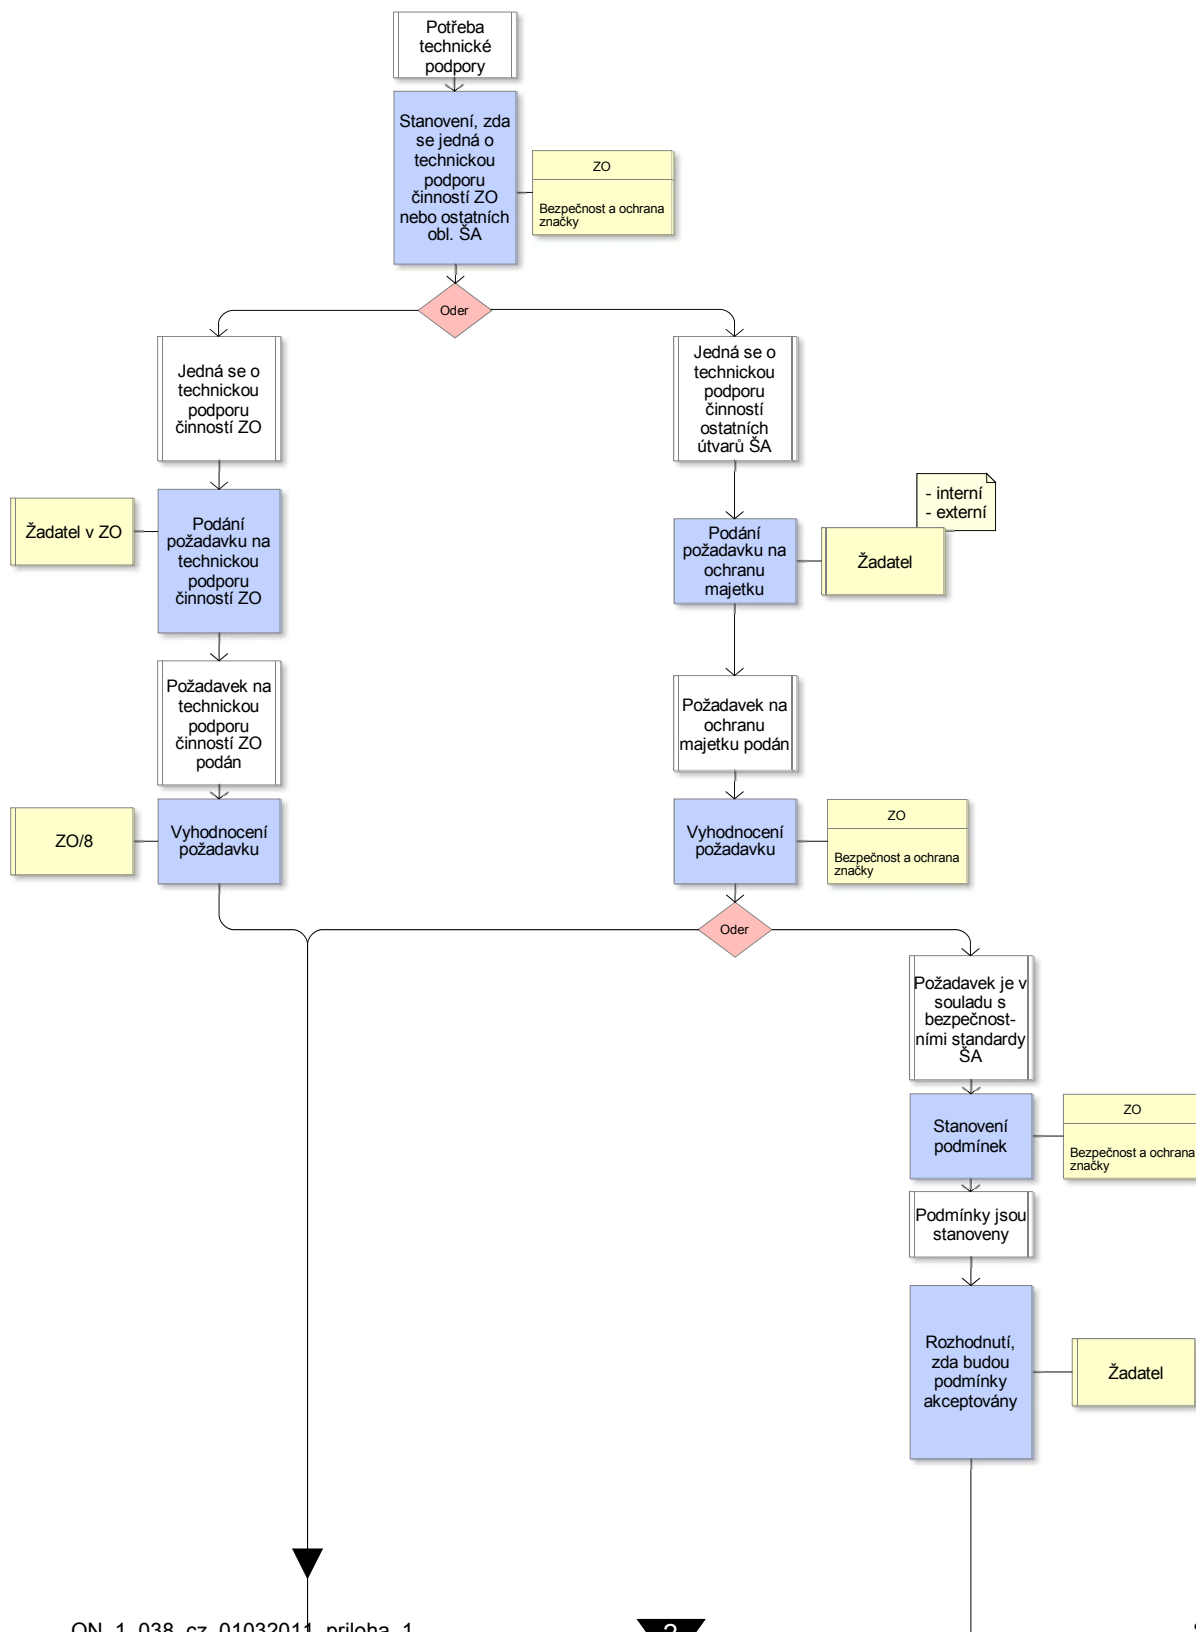 Potřeba
technické
podpory
Stanovení, zda
se jedná o
technickou
podporu
činností ZO
nebo ostatních
obl. ŠA
ZO
Bezpečnost a ochrana
značky
Oder
Jedná se o
technickou
podporu
činností ZO
Jedná se o
technickou
podporu
činností
ostatních
útvarů ŠA
Žadatel v ZO
Podání
požadavku na
technickou
podporu
činností ZO
Podání
požadavku na
ochranu
majetku
- interní
- externí
Žadatel
Požadavek na
technickou
podporu
činností ZO
podán
Požadavek na
ochranu
majetku podán
ZO/8
Vyhodnocení
požadavku
Vyhodnocení
požadavku
ZO
Bezpečnost a ochrana
značky
Oder
Požadavek je v
souladu s
bezpečnost-
ními standardy
ŠA
Stanovení
podmínek
ZO
Bezpečnost a ochrana
značky
Podmínky jsou
stanoveny
Rozhodnutí,
zda budou
podmínky
akceptovány
Žadatel
ON_1_038_cz_01032011_priloha_1
2